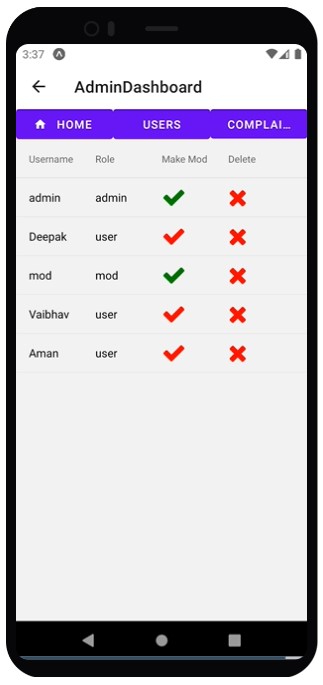 3:37
AdminDashboard
HOME USERS COMPLAI...
Username Role Make Mod Delete
admin admin
Deepak user
mod mod
Vaibhav user
Aman user